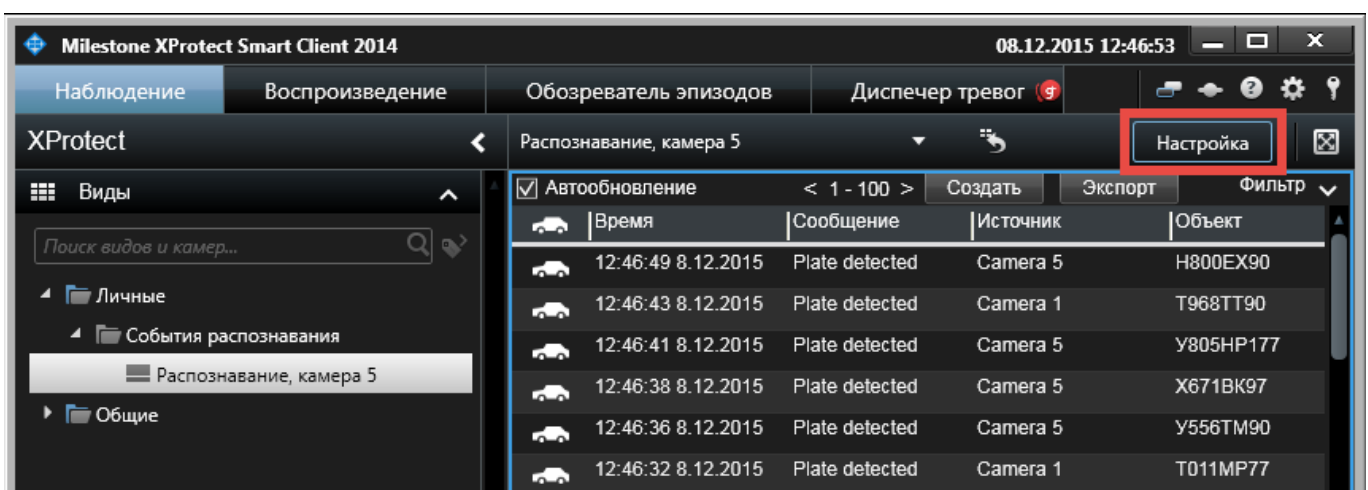 Milestone XProtect Smart Client 2014 08.12.2015 12:46:53
Наблюдение Воспроизведение Обозреватель эпизодов Диспечер тревог
XProtect Распознавание, камера 5 Настройка
Виды Автообновление < 1 - 100 > Создать Экспорт Фильтр
Время Сообщение Источник Объект
Поиск видов и камер...
12:46:49 8.12.2015 Plate detected Camera 5 Н800ЕХ90
Личные 12:46:43 8.12.2015 Plate detected Camera 1 Т968ТТ90
События распознавания 12:46:41 8.12.2015 Plate detected Camera 5 У805НР177
Распознавание, камера 5 12:46:38 8.12.2015 Plate detected Camera 5 Х671ВК97
Общие 12:46:36 8.12.2015 Plate detected Camera 5 У556ТМ90
12:46:32 8.12.2015 Plate detected Camera 1 Т011МР77